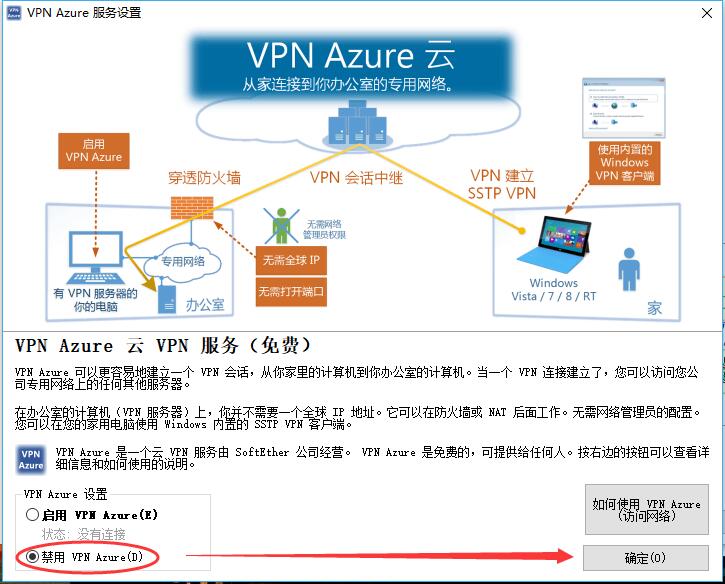 VPN Azure 服务设置
VPN Azure 云
从家连接到你办公室的专用网络。
启用
VPN Azure
穿透防火墙
VPN 会话中继
VPN 建立
SSTP VPN
使用内置的
Windows
VPN 客户端
无需网络
管理员权限
专用网络
无需全球 IP
无需打开端口
有 VPN 服务器的
你的电脑
办公室
Windows
Vista / 7 / 8 / RT
家
VPN Azure 云 VPN 服务（免费）
VPN Azure 可以更容易地建立一个 VPN 会话，从你家里的计算机到你办公室的计算机。当一个 VPN 连接建立了，您可以访问您公
司专用网络上的任何其他服务器。
在办公室的计算机（VPN 服务器）上，你并不需要一个全球 IP 地址。它可以在防火墙或 NAT 后面工作。无需网络管理员的配置。
您可以在您的家用电脑使用 Windows 内置的 SSTP VPN 客户端。
VPN
Azure
VPN Azure 是一个云 VPN 服务由 SoftEther 公司经营。 VPN Azure 是免费的，可提供给任何人。按右边的按钮可以查看详
细信息和如何使用的说明。
VPN Azure 设置
启用 VPN Azure(E)
状态: 没有连接
禁用 VPN Azure(D)
如何使用 VPN Azure
(访问网络)
确定(O)